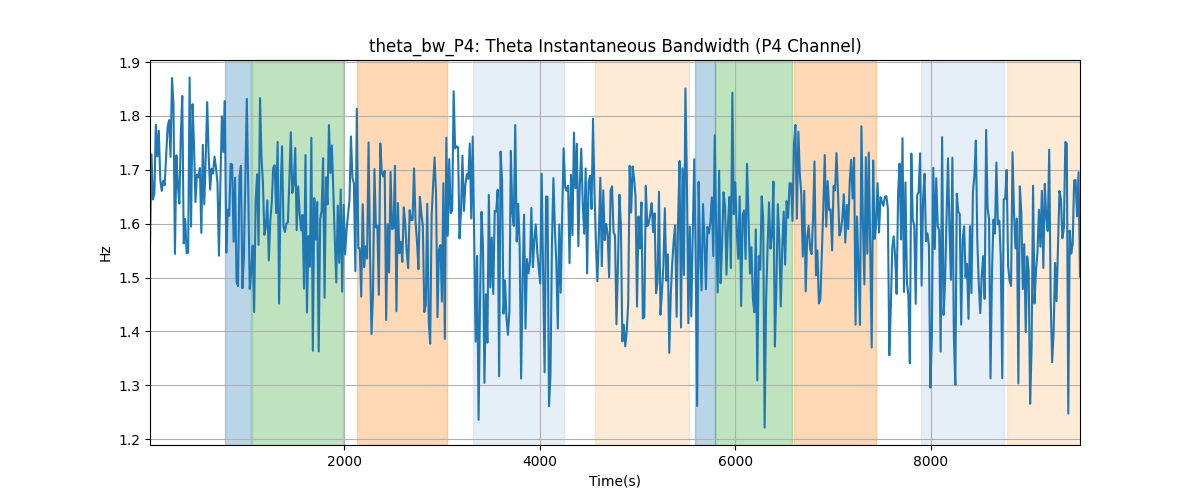 theta_bw_P4: Theta Instantaneous Bandwidth (P4 Channel)
1.9
1.8
1.7
1.6
1.5
1.4
1.3
1.2
Hz
2000 4000 6000 8000
Time(s)